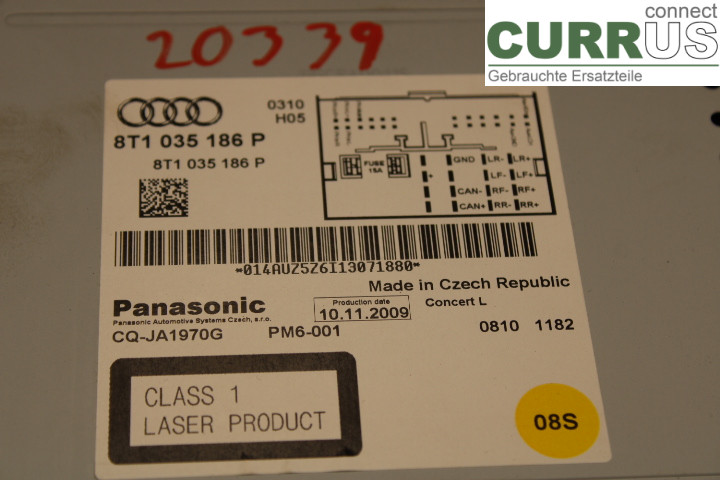 20339
connect
CURRUS
Gebrauchte Ersatzteile
0310
H05
8T1 035 186 P
8T1 035 186 P
FUSE
15A
GND LR- LR+
+ LF- LF+
CAN- RF- RF+
CAN+ RR- RR+
*014AUZ5Z6I13071880*
Made in Czech Republic
Panasonic
Panasonic Automotive Systems Czech, s.r.o.
Production date
10.11.2009
Concert L
CQ-JA1970G PM6-001
0810 1182
CLASS 1
LASER PRODUCT
08S